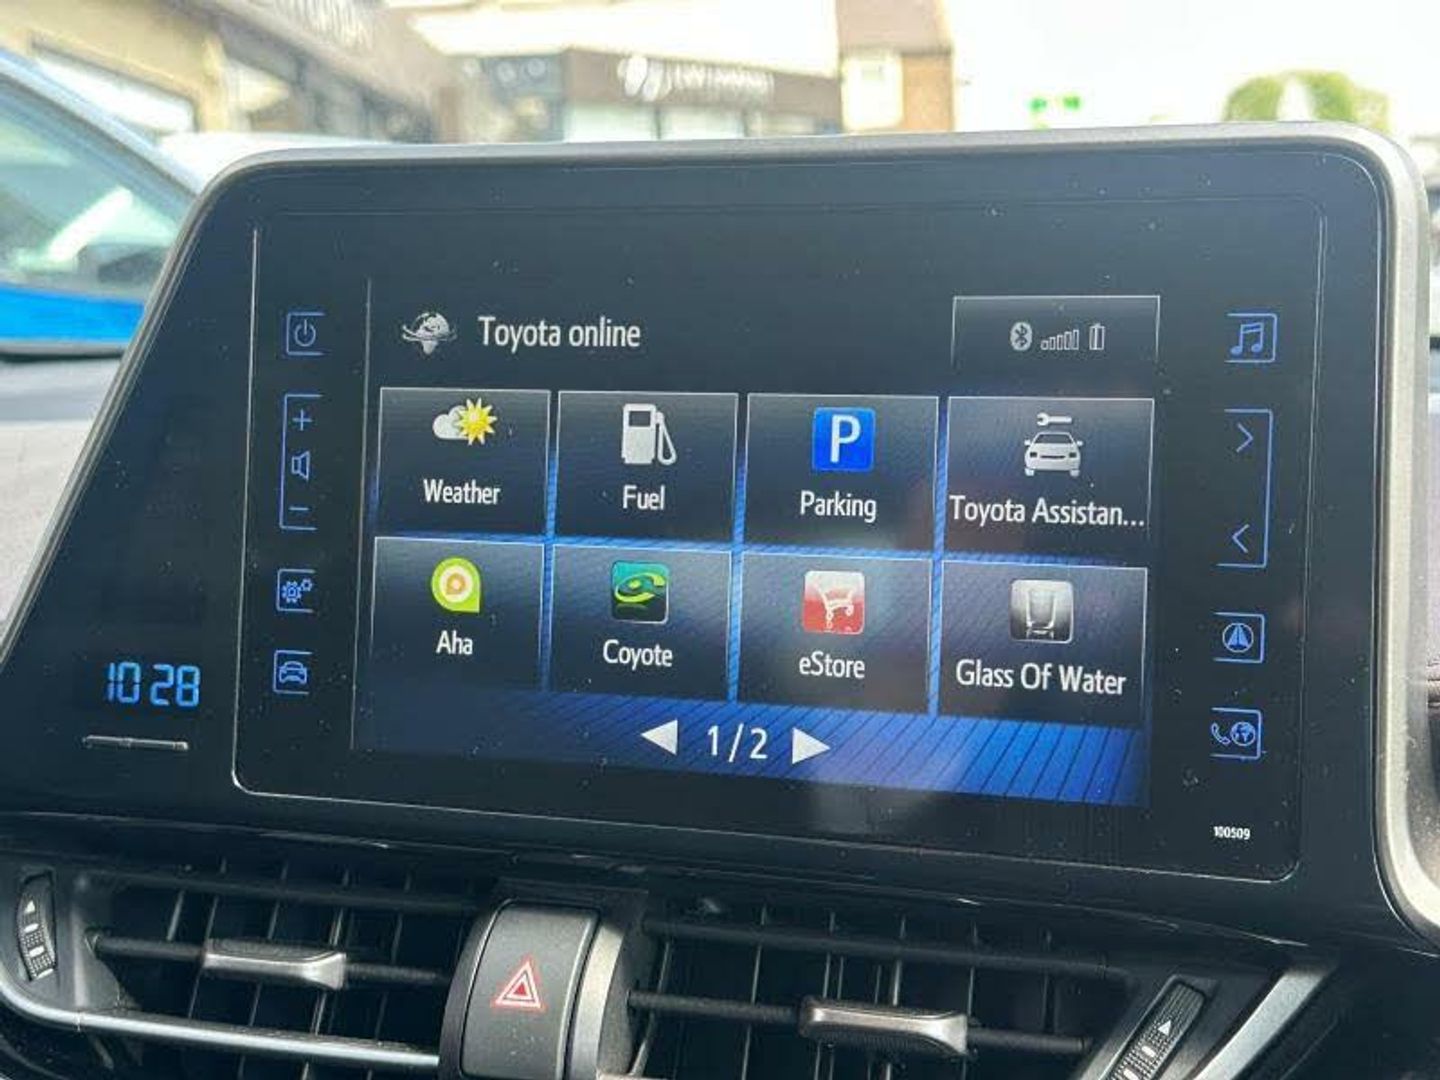 Toyota online
Weather
Fuel
Parking
Toyota Assistan...
Aha
Coyote
eStore
Glass Of Water
10 28
1/2
100509